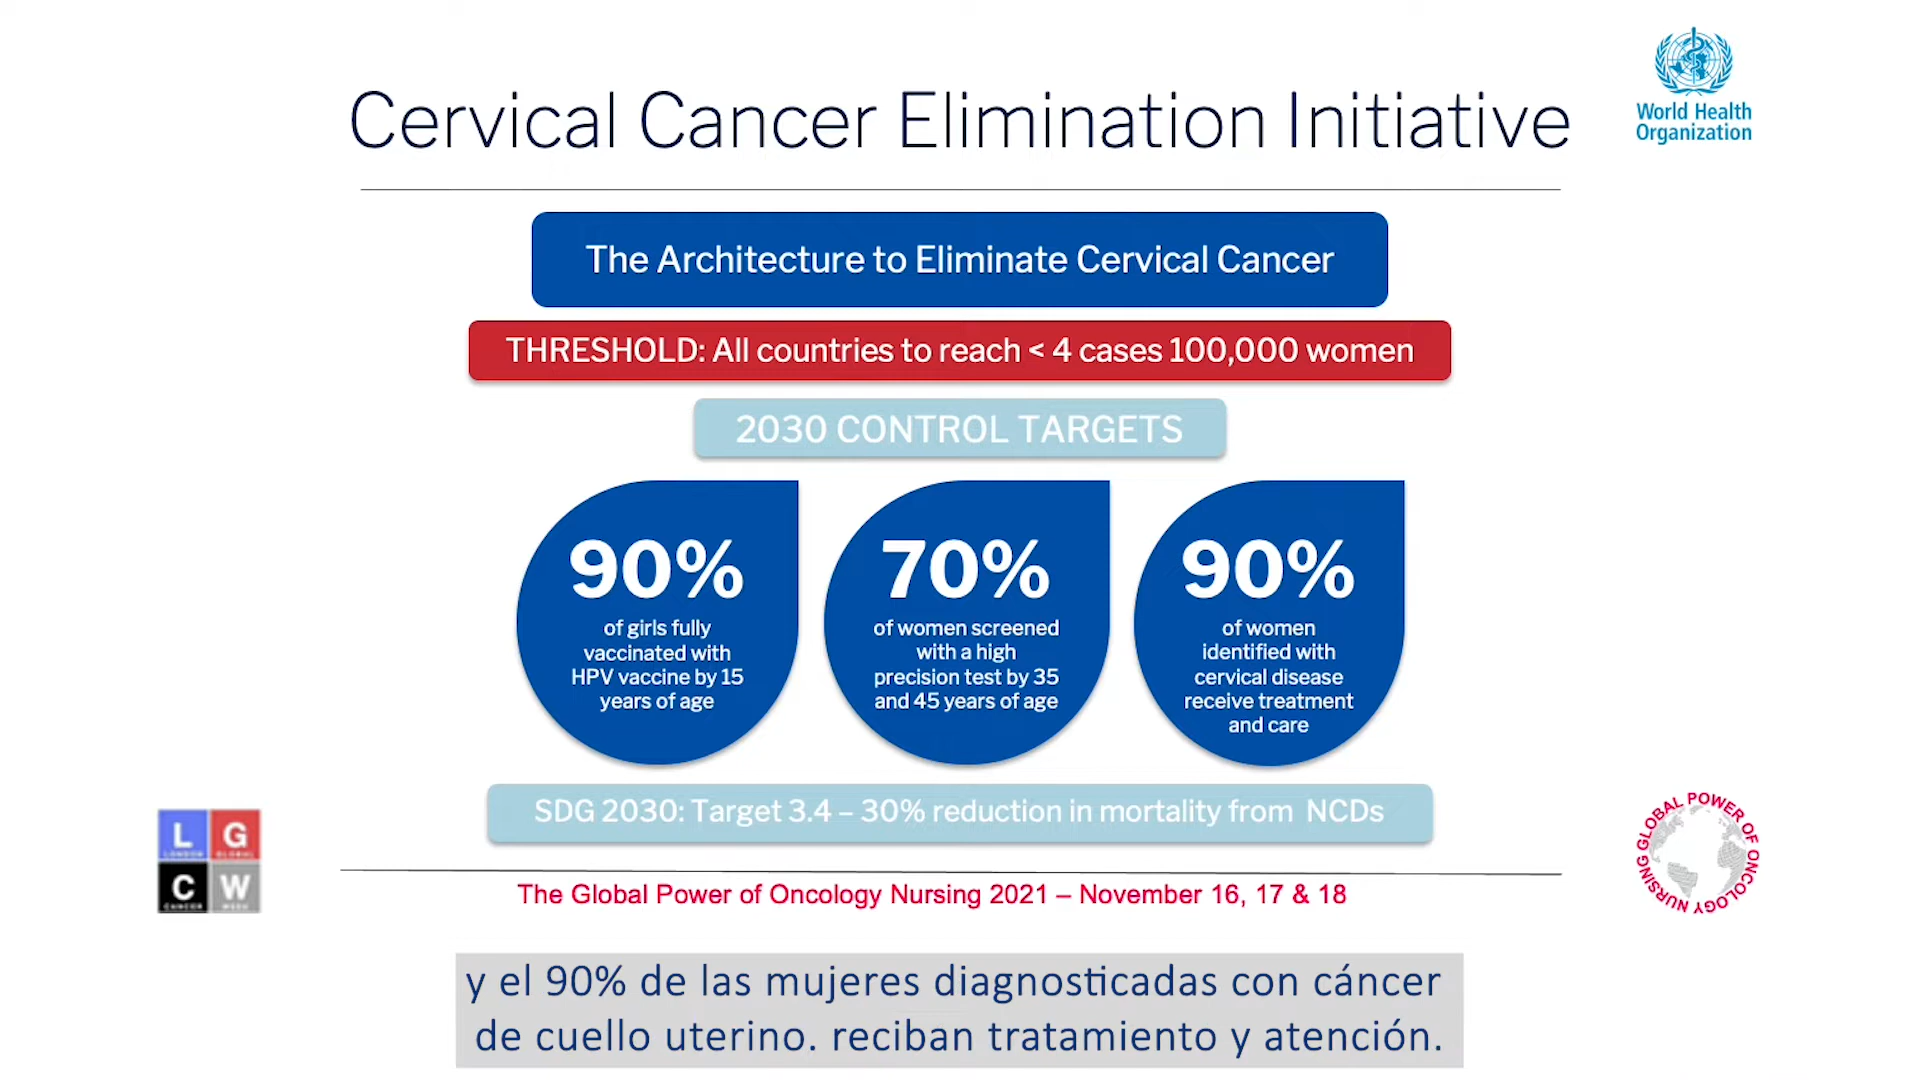 World Health
Organization
Cervical Cancer Elimination Initiative
The Architecture to Eliminate Cervical Cancer
THRESHOLD: All countries to reach < 4 cases 100,000 women
2030 CONTROL TARGETS
90%
of girls fully
vaccinated with
HPV vaccine by 15
years of age
70%
of women screened
with a high
precision test by 35
and 45 years of age
90%
of women
identified with
cervical disease
receive treatment
and care
SDG 2030: Target 3.4 – 30% reduction in mortality from NCDs
L G
LONDON GLOBAL
C W
CANCER WEEK
GLOBAL POWER OF ONCOLOGY NURSING
The Global Power of Oncology Nursing 2021 – November 16, 17 & 18
y el 90% de las mujeres diagnosticadas con cáncer
de cuello uterino. reciban tratamiento y atención.